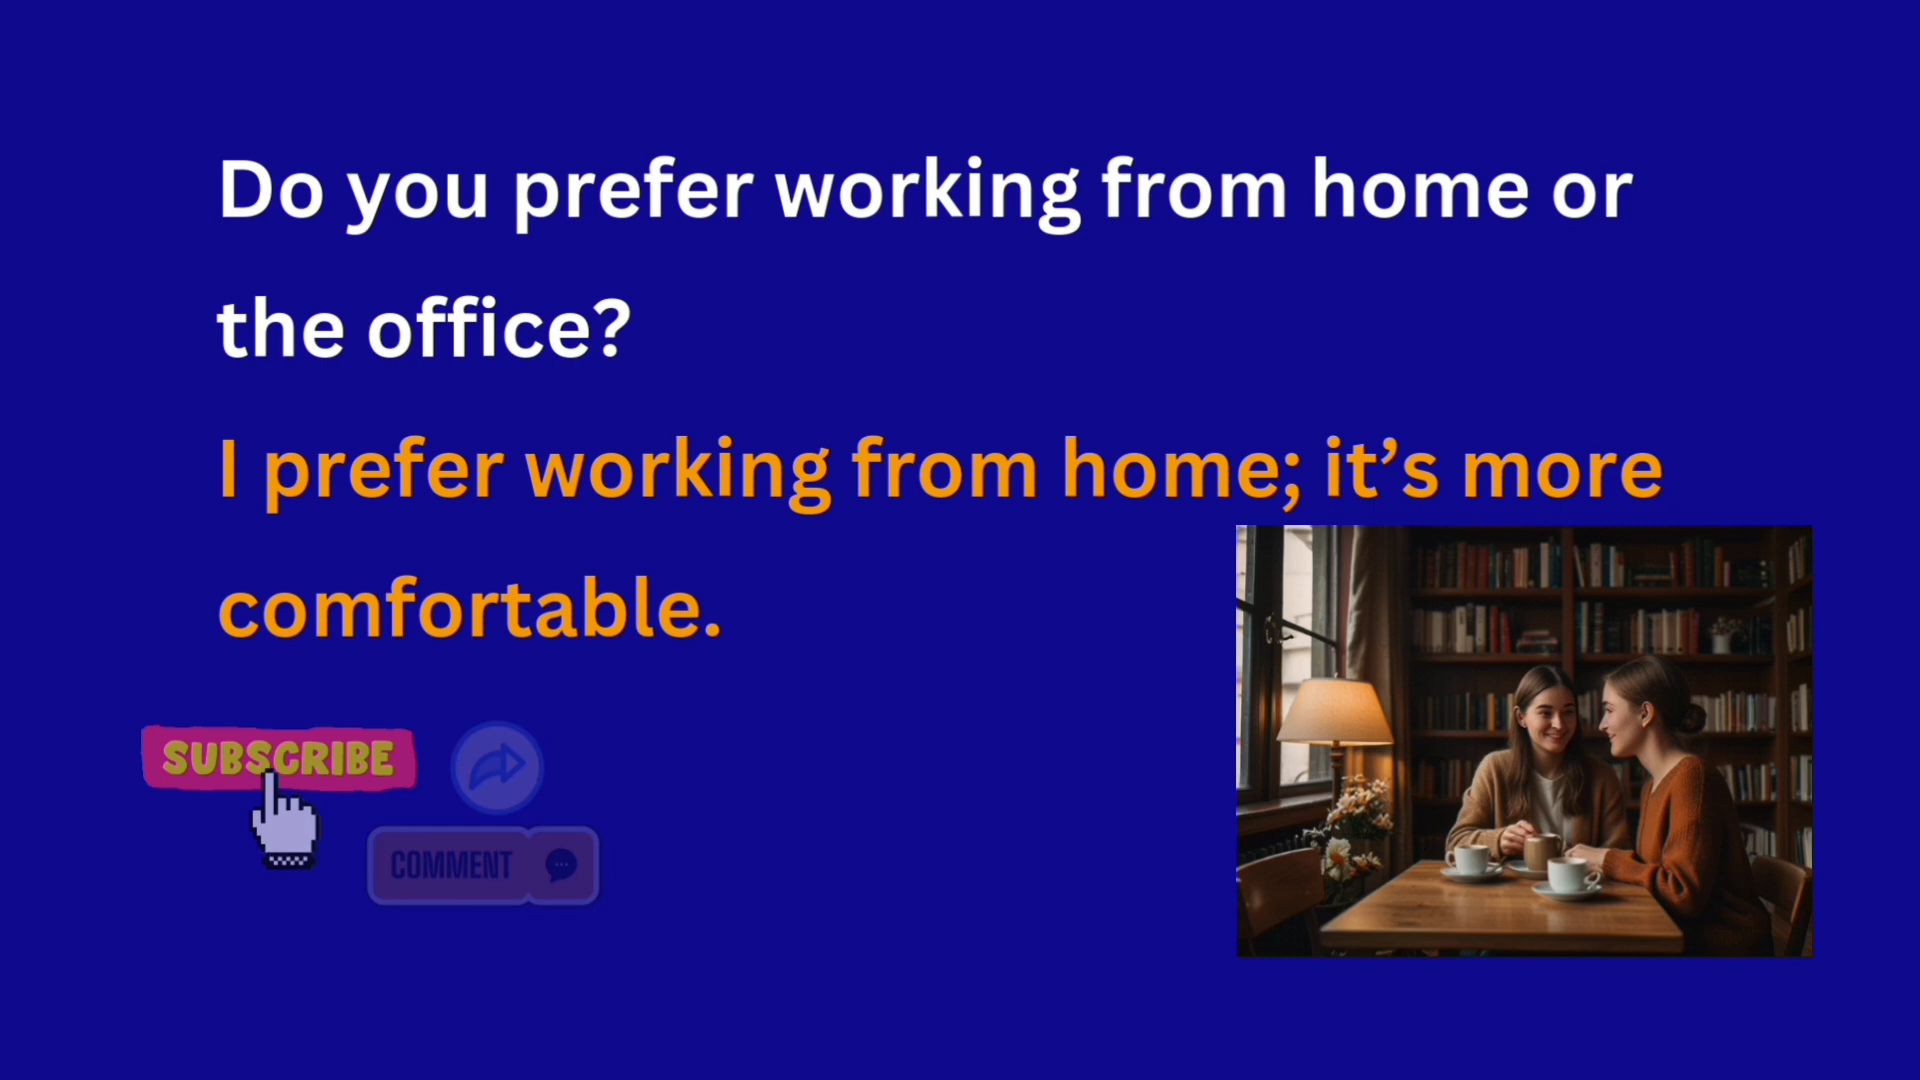 Do you prefer working from home or
the office?
I prefer working from home; it’s more
comfortable.
SUBSCRIBE
COMMENT